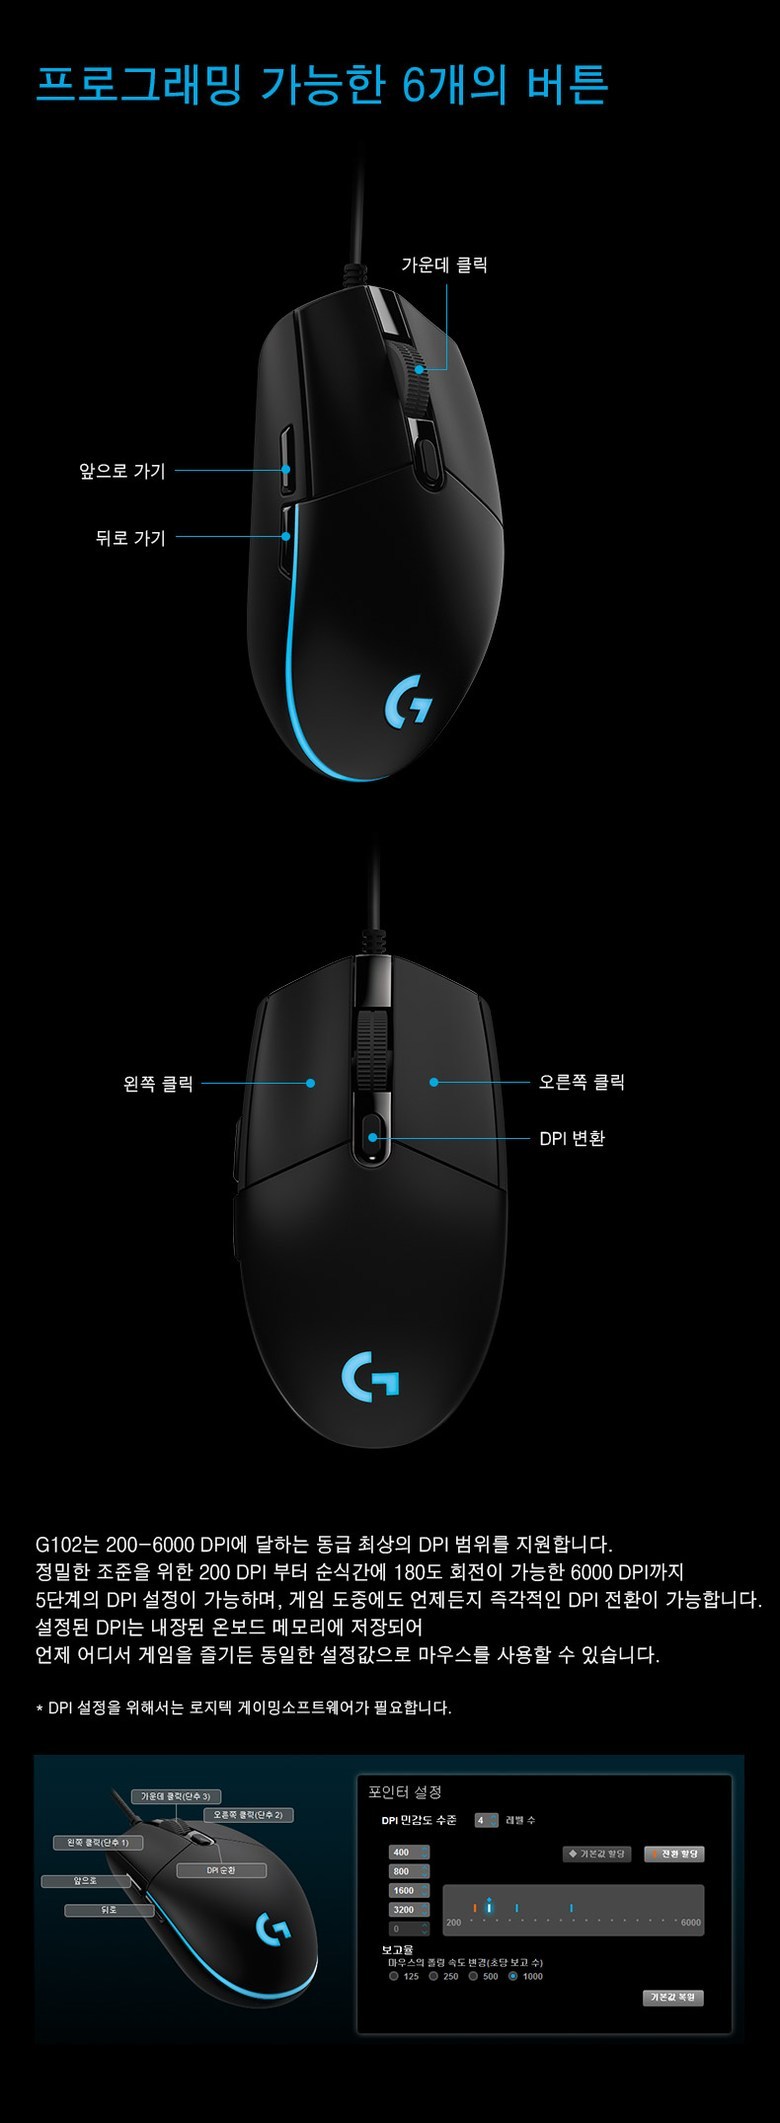 프로그래밍 가능한 6개의 버튼
가운데 클릭
앞으로 가기
뒤로 가기
왼쪽 클릭
오른쪽 클릭
DPI 변환
G102는 200-6000 DPI에 달하는 동급 최상의 DPI 범위를 지원합니다.
정밀한 조준을 위한 200 DPI 부터 순식간에 180도 회전이 가능한 6000 DPI까지
5단계의 DPI 설정이 가능하며, 게임 도중에도 언제든지 즉각적인 DPI 전환이 가능합니다.
설정된 DPI는 내장된 온보드 메모리에 저장되어
언제 어디서 게임을 즐기든 동일한 설정값으로 마우스를 사용할 수 있습니다.
* DPI 설정을 위해서는 로지텍 게이밍소프트웨어가 필요합니다.
가운데 클릭(단추 3)
오른쪽 클릭(단추 2)
왼쪽 클릭(단추 1)
DPI 순환
앞으로
뒤로
포인터 설정
DPI 민감도 수준 4 레벨 수
400
800
1600
3200
0
기본값 할당
전환 할당
200
6000
보고율
마우스의 폴링 속도 변경(초당 보고 수)
125 250 500 1000
기본값 복원